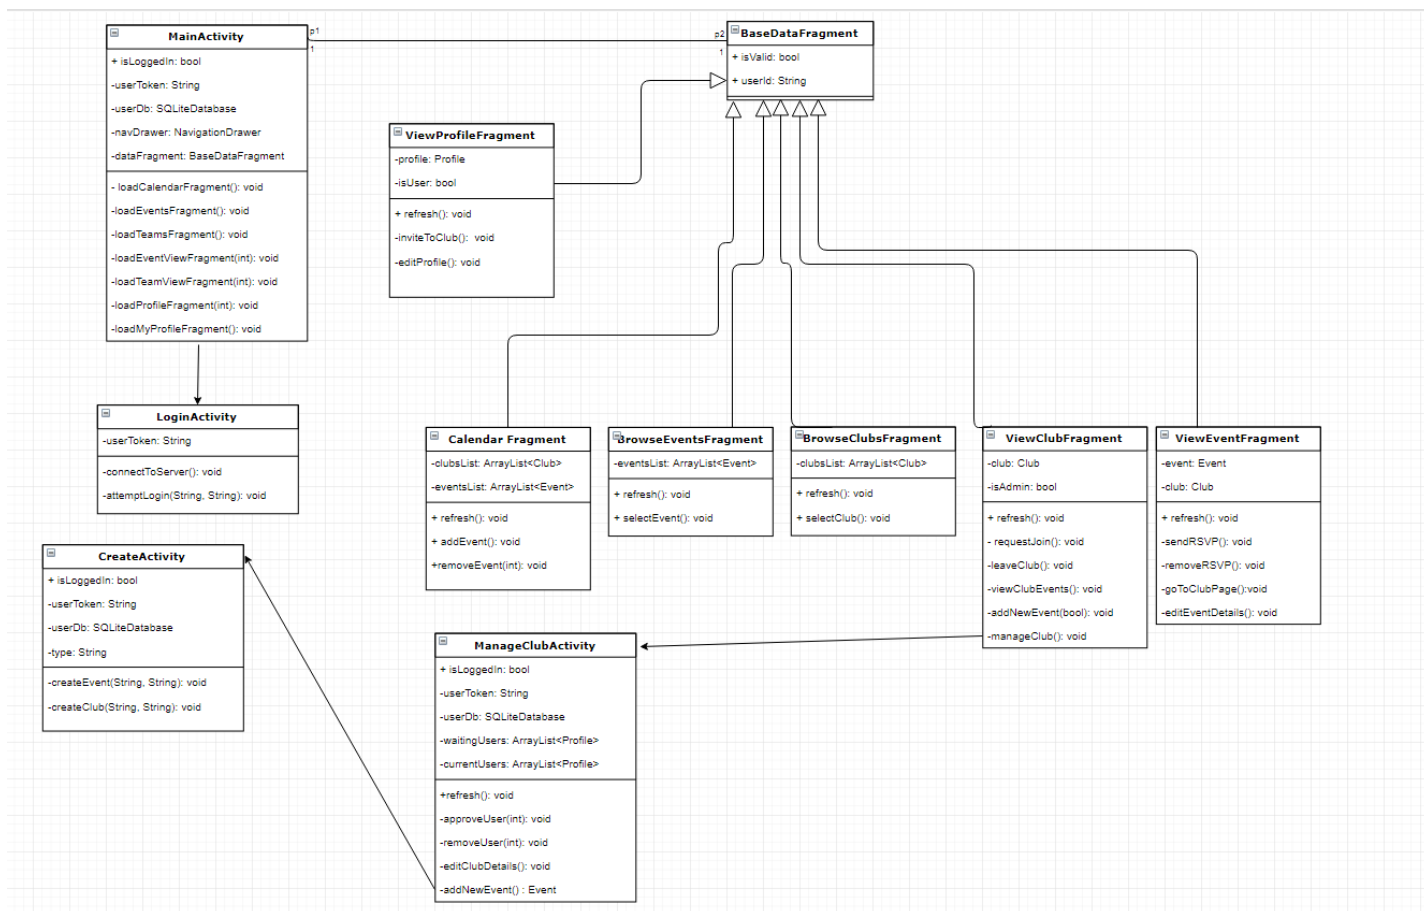 MainActivity
+ isLoggedIn: bool
-userToken: String
-userDb: SQLiteDatabase
-navDrawer: NavigationDrawer
-dataFragment: BaseDataFragment
- loadCalendarFragment(): void
-loadEventsFragment(): void
-loadTeamsFragment(): void
-loadEventViewFragment(int): void
-loadTeamViewFragment(int): void
-loadProfileFragment(int): void
-loadMyProfileFragment(): void
p1
1
p2
1
BaseDataFragment
+ isValid: bool
+ userId: String
ViewProfileFragment
-profile: Profile
-isUser: bool
+ refresh(): void
-inviteToClub(): void
-editProfile(): void
LoginActivity
-userToken: String
-connectToServer(): void
-attemptLogin(String, String): void
Calendar Fragment
-clubsList: ArrayList<Club>
-eventsList: ArrayList<Event>
+ refresh(): void
+ addEvent(): void
+removeEvent(int): void
BrowseEventsFragment
-eventsList: ArrayList<Event>
+ refresh(): void
+ selectEvent(): void
BrowseClubsFragment
-clubsList: ArrayList<Club>
+ refresh(): void
+ selectClub(): void
ViewClubFragment
-club: Club
-isAdmin: bool
+ refresh(): void
- requestJoin(): void
-leaveClub(): void
-viewClubEvents(): void
-addNewEvent(bool): void
-manageClub(): void
ViewEventFragment
-event: Event
-club: Club
+ refresh(): void
-sendRSVP(): void
-removeRSVP(): void
-goToClubPage():void
-editEventDetails(): void
CreateActivity
+ isLoggedIn: bool
-userToken: String
-userDb: SQLiteDatabase
-type: String
-createEvent(String, String): void
-createClub(String, String): void
ManageClubActivity
+ isLoggedIn: bool
-userToken: String
-userDb: SQLiteDatabase
-waitingUsers: ArrayList<Profile>
-currentUsers: ArrayList<Profile>
+refresh(): void
-approveUser(int): void
-removeUser(int): void
-editClubDetails(): void
-addNewEvent() : Event